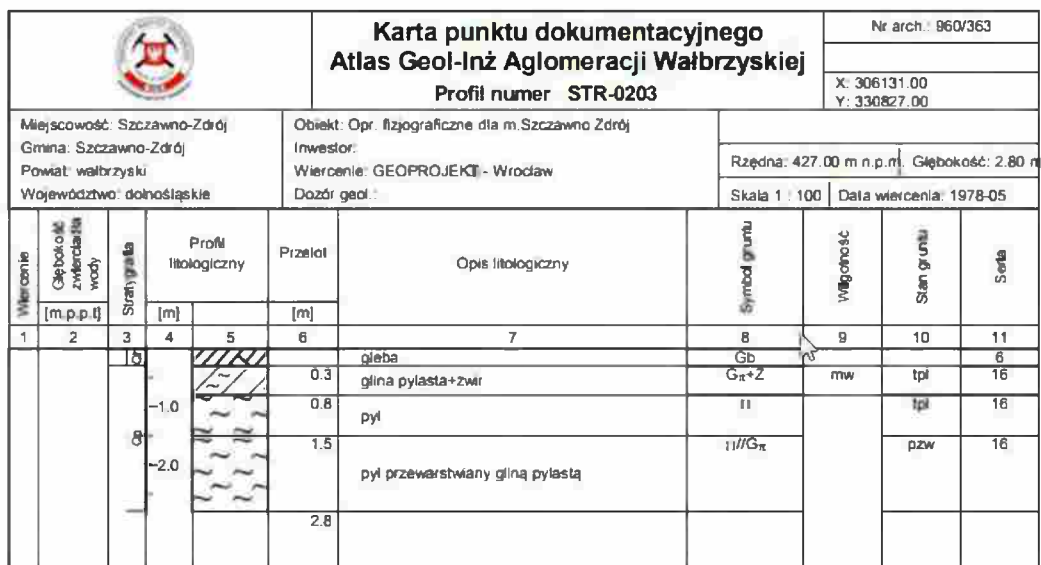 Karta punktu dokumentacyjnego
Atlas Geol-Inż Aglomeracji Wałbrzyskiej
Profil numer STR-0203
Nr arch.: 960/363
X: 306131.00
Y: 330827.00
Miejscowość: Szczawno-Zdrój
Gmina: Szczawno-Zdrój
Powiat: wałbrzyski
Województwo: dolnośląskie
Obiekt: Opr. fizjograficzne dla m.Szczawno Zdrój
Inwestor:
Wiercenie: GEOPROJEKT - Wrocław
Dozór geol.:
Rzędna: 427.00 m n.p.m. Głębokość: 2.80 m
Skala 1 : 100 Data wiercenia: 1978-05
Wiercenie
Głębokość zwierciadła wody
[m.p.p.t]
Stratygrafia
Profil litologiczny
[m]
Przelot
[m]
Opis litologiczny
Symbol gruntu
Wilgotność
Stan gruntu
Seria
1 2 3 4 5 6 7 8 9 10 11
gleba Gb 6
0.3 glina pylasta+żwir Gπ+Ż mw tpl 16
-1.0 0.8 pył Π tpl 16
1.5 Π//Gπ pzw 16
-2.0 pył przewarstwiany gliną pylastą
2.8